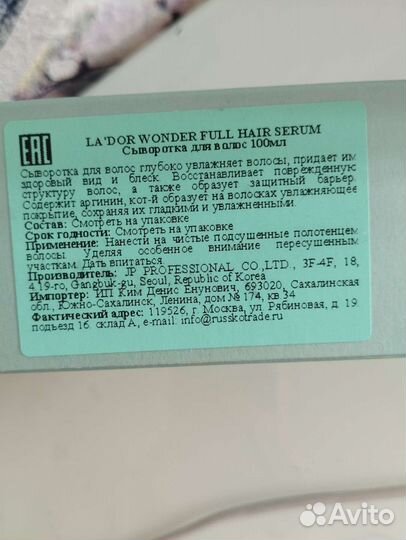 EAC
LA'DOR WONDER FULL HAIR SERUM
Сыворотка для волос 100мл
Сыворотка для волос глубоко увлажняет волосы, придает им
здоровый вид и блеск. Восстанавливает повреждённую
структуру волос, а также образует защитный барьер.
Содержит аргинин, кот-й образует на волосках увлажняющее
покрытие, сохраняя их гладкими и увлажненными.
Состав: Смотреть на упаковке
Срок годности: Смотреть на упаковке
Применение: Нанести на чистые подсушенные полотенцем
волосы. Уделяя особенное внимание пересушенным
участкам. Дать впитаться.
Производитель: JP PROFESSIONAL CO.,LTD., 3F-4F, 18,
4.19-ro, Gangbuk-gu, Seoul, Republic of Korea
Импортер: ИП Ким Денис Енунович, 693020, Сахалинская
обл., Южно-Сахалинск, Ленина, дом № 174, кв 34
Фактический адрес: 119526, г. Москва, ул. Рябиновая, д. 19
подъезд 16. склад А, e-mail: info@russkotrade.ru
Avito